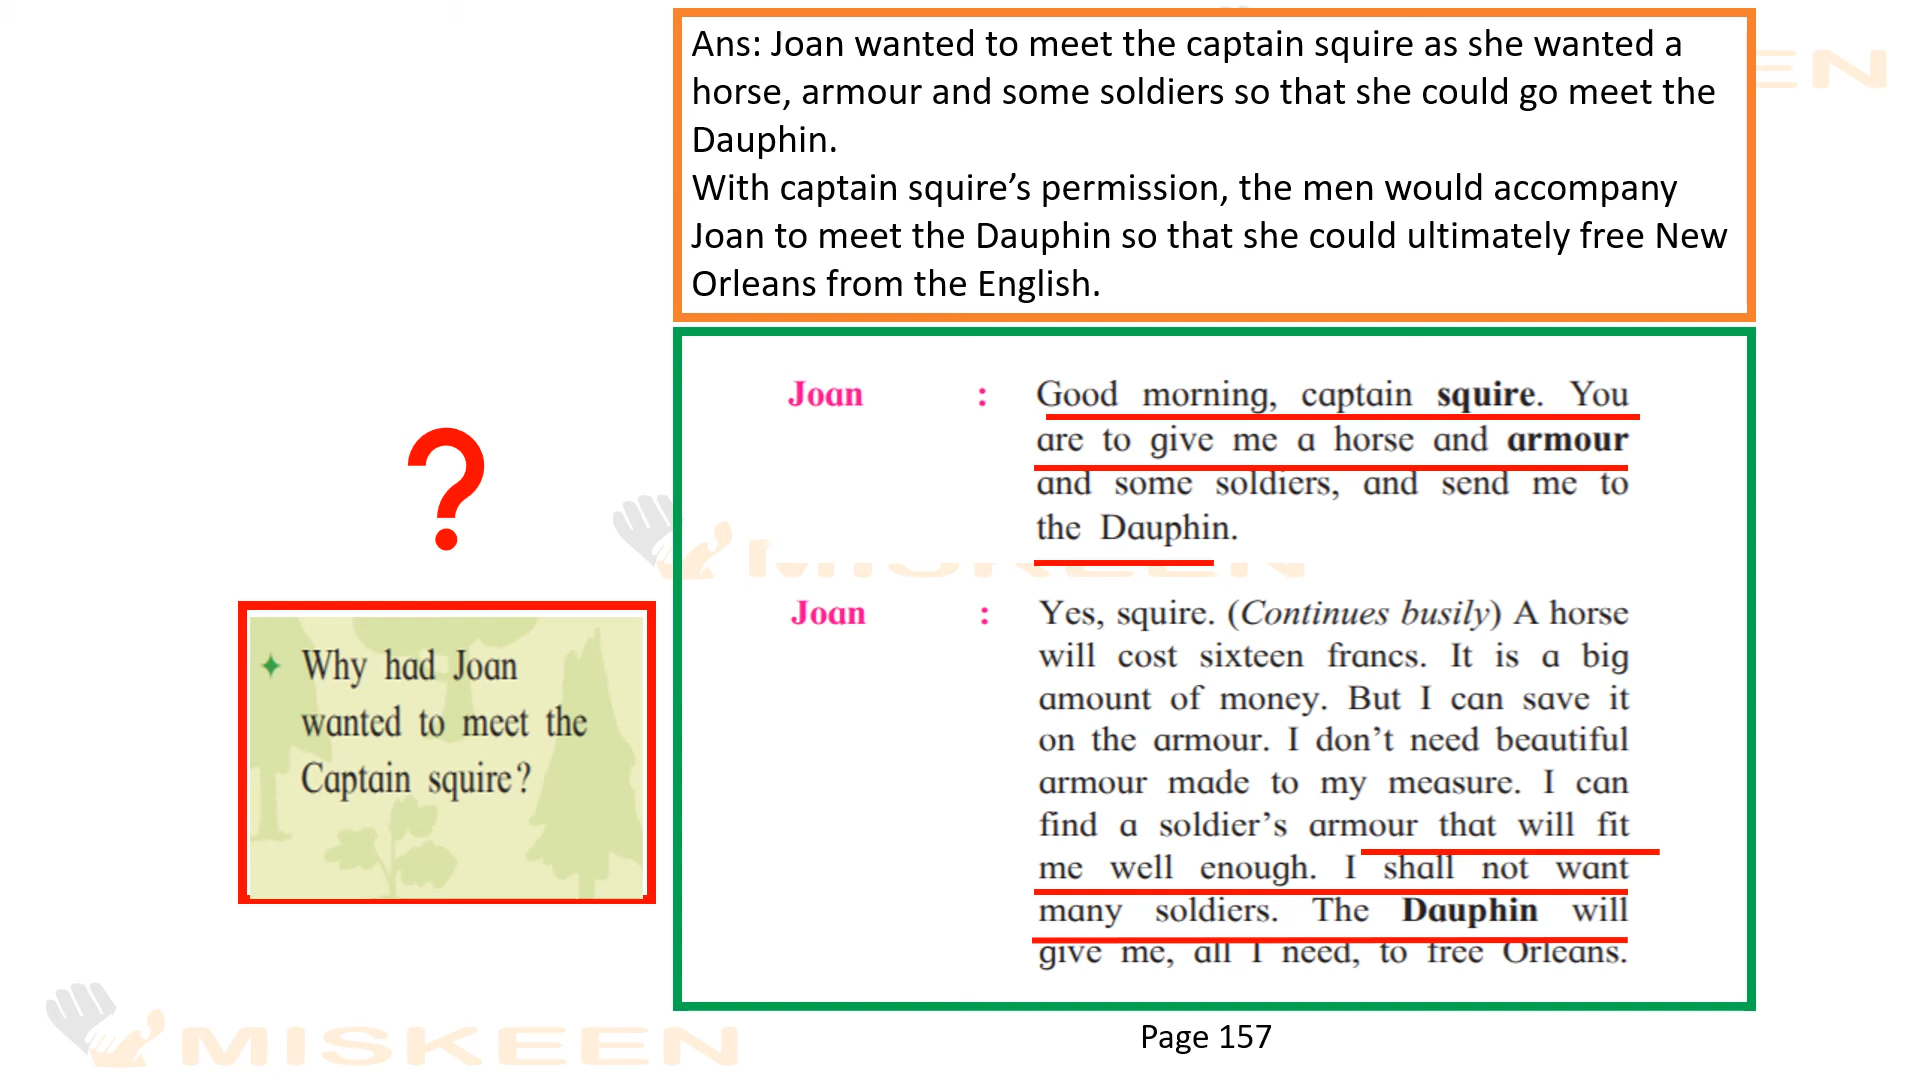 Ans: Joan wanted to meet the captain squire as she wanted a
horse, armour and some soldiers so that she could go meet the
Dauphin.
With captain squire’s permission, the men would accompany
Joan to meet the Dauphin so that she could ultimately free New
Orleans from the English.
Joan : Good morning, captain squire. You
are to give me a horse and armour
and some soldiers, and send me to
the Dauphin.
Joan : Yes, squire. (Continues busily) A horse
will cost sixteen francs. It is a big
amount of money. But I can save it
on the armour. I don’t need beautiful
armour made to my measure. I can
find a soldier’s armour that will fit
me well enough. I shall not want
many soldiers. The Dauphin will
give me, all I need, to free Orleans.
?
Why had Joan
wanted to meet the
Captain squire?
MISKEEN
MISKEEN
EN
Page 157